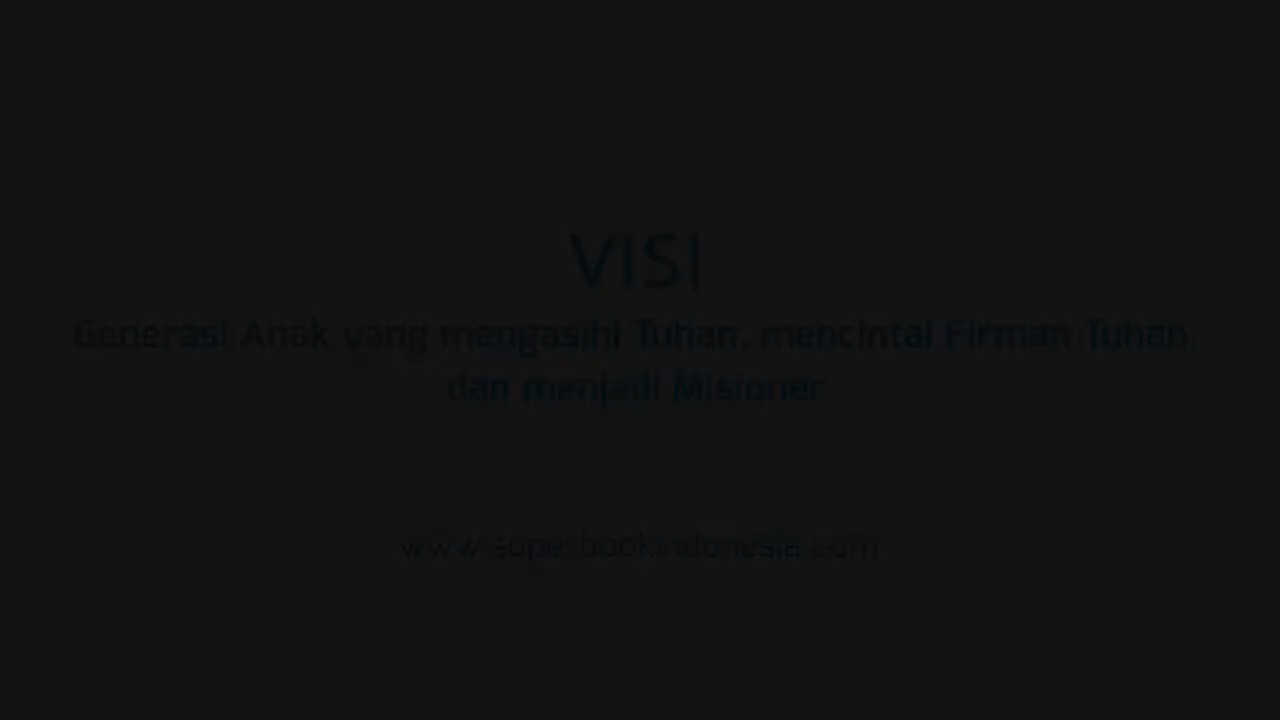 VISI
Generasi Anak yang mengasihi Tuhan, mencintai Firman Tuhan,
dan menjadi Misioner
www.superbookindonesia.com